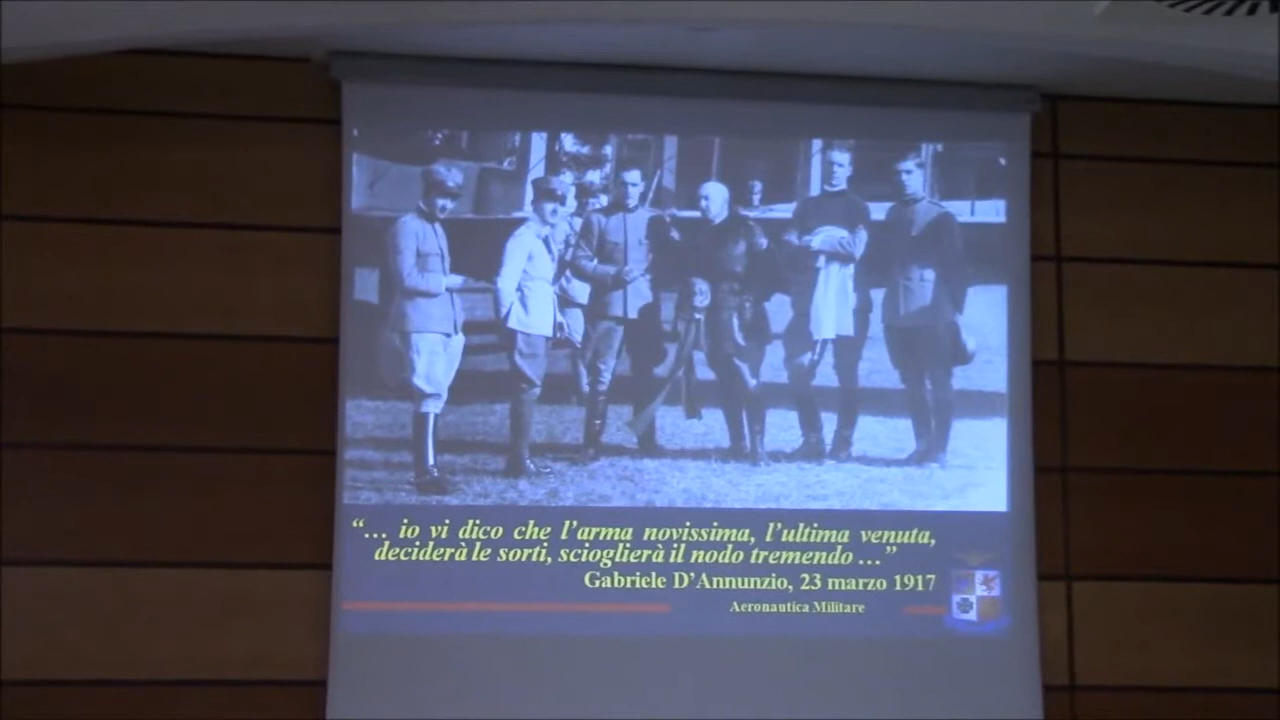 “… io vi dico che l’arma novissima, l’ultima venuta,
deciderà le sorti, scioglierà il nodo tremendo …”
Gabriele D’Annunzio, 23 marzo 1917
Aeronautica Militare